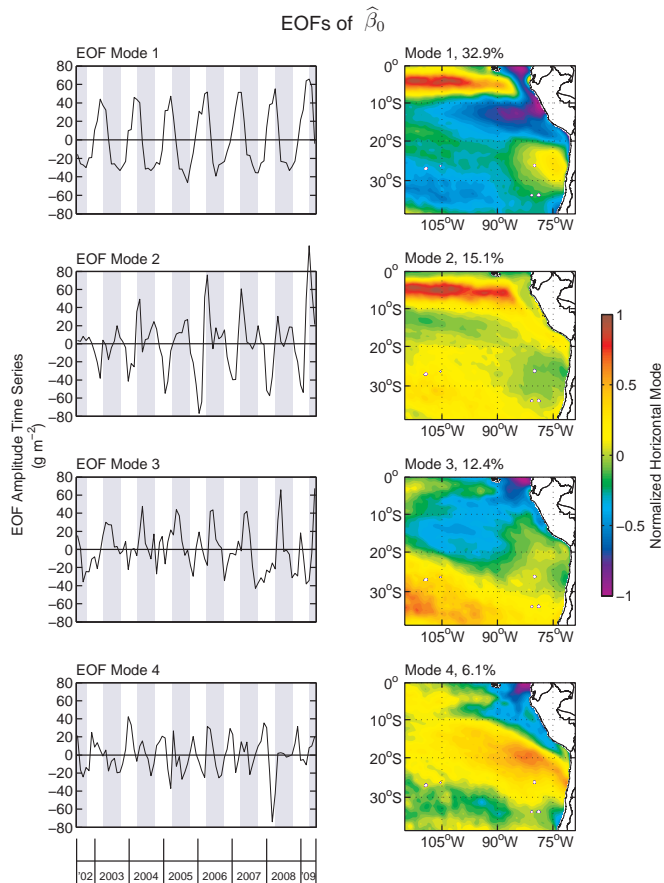 EOFs of β̂₀
EOF Mode 1
80
60
40
20
0
−20
−40
−60
−80
Mode 1, 32.9%
0°
10°S
20°S
30°S
105°W 90°W 75°W
EOF Mode 2
80
60
40
20
0
−20
−40
−60
−80
Mode 2, 15.1%
0°
10°S
20°S
30°S
105°W 90°W 75°W
EOF Mode 3
80
60
40
20
0
−20
−40
−60
−80
Mode 3, 12.4%
0°
10°S
20°S
30°S
105°W 90°W 75°W
EOF Mode 4
80
60
40
20
0
−20
−40
−60
−80
Mode 4, 6.1%
0°
10°S
20°S
30°S
105°W 90°W 75°W
'02 2003 2004 2005 2006 2007 2008 '09
EOF Amplitude Time Series
(g m⁻²)
1
0.5
0
−0.5
−1
Normalized Horizontal Mode